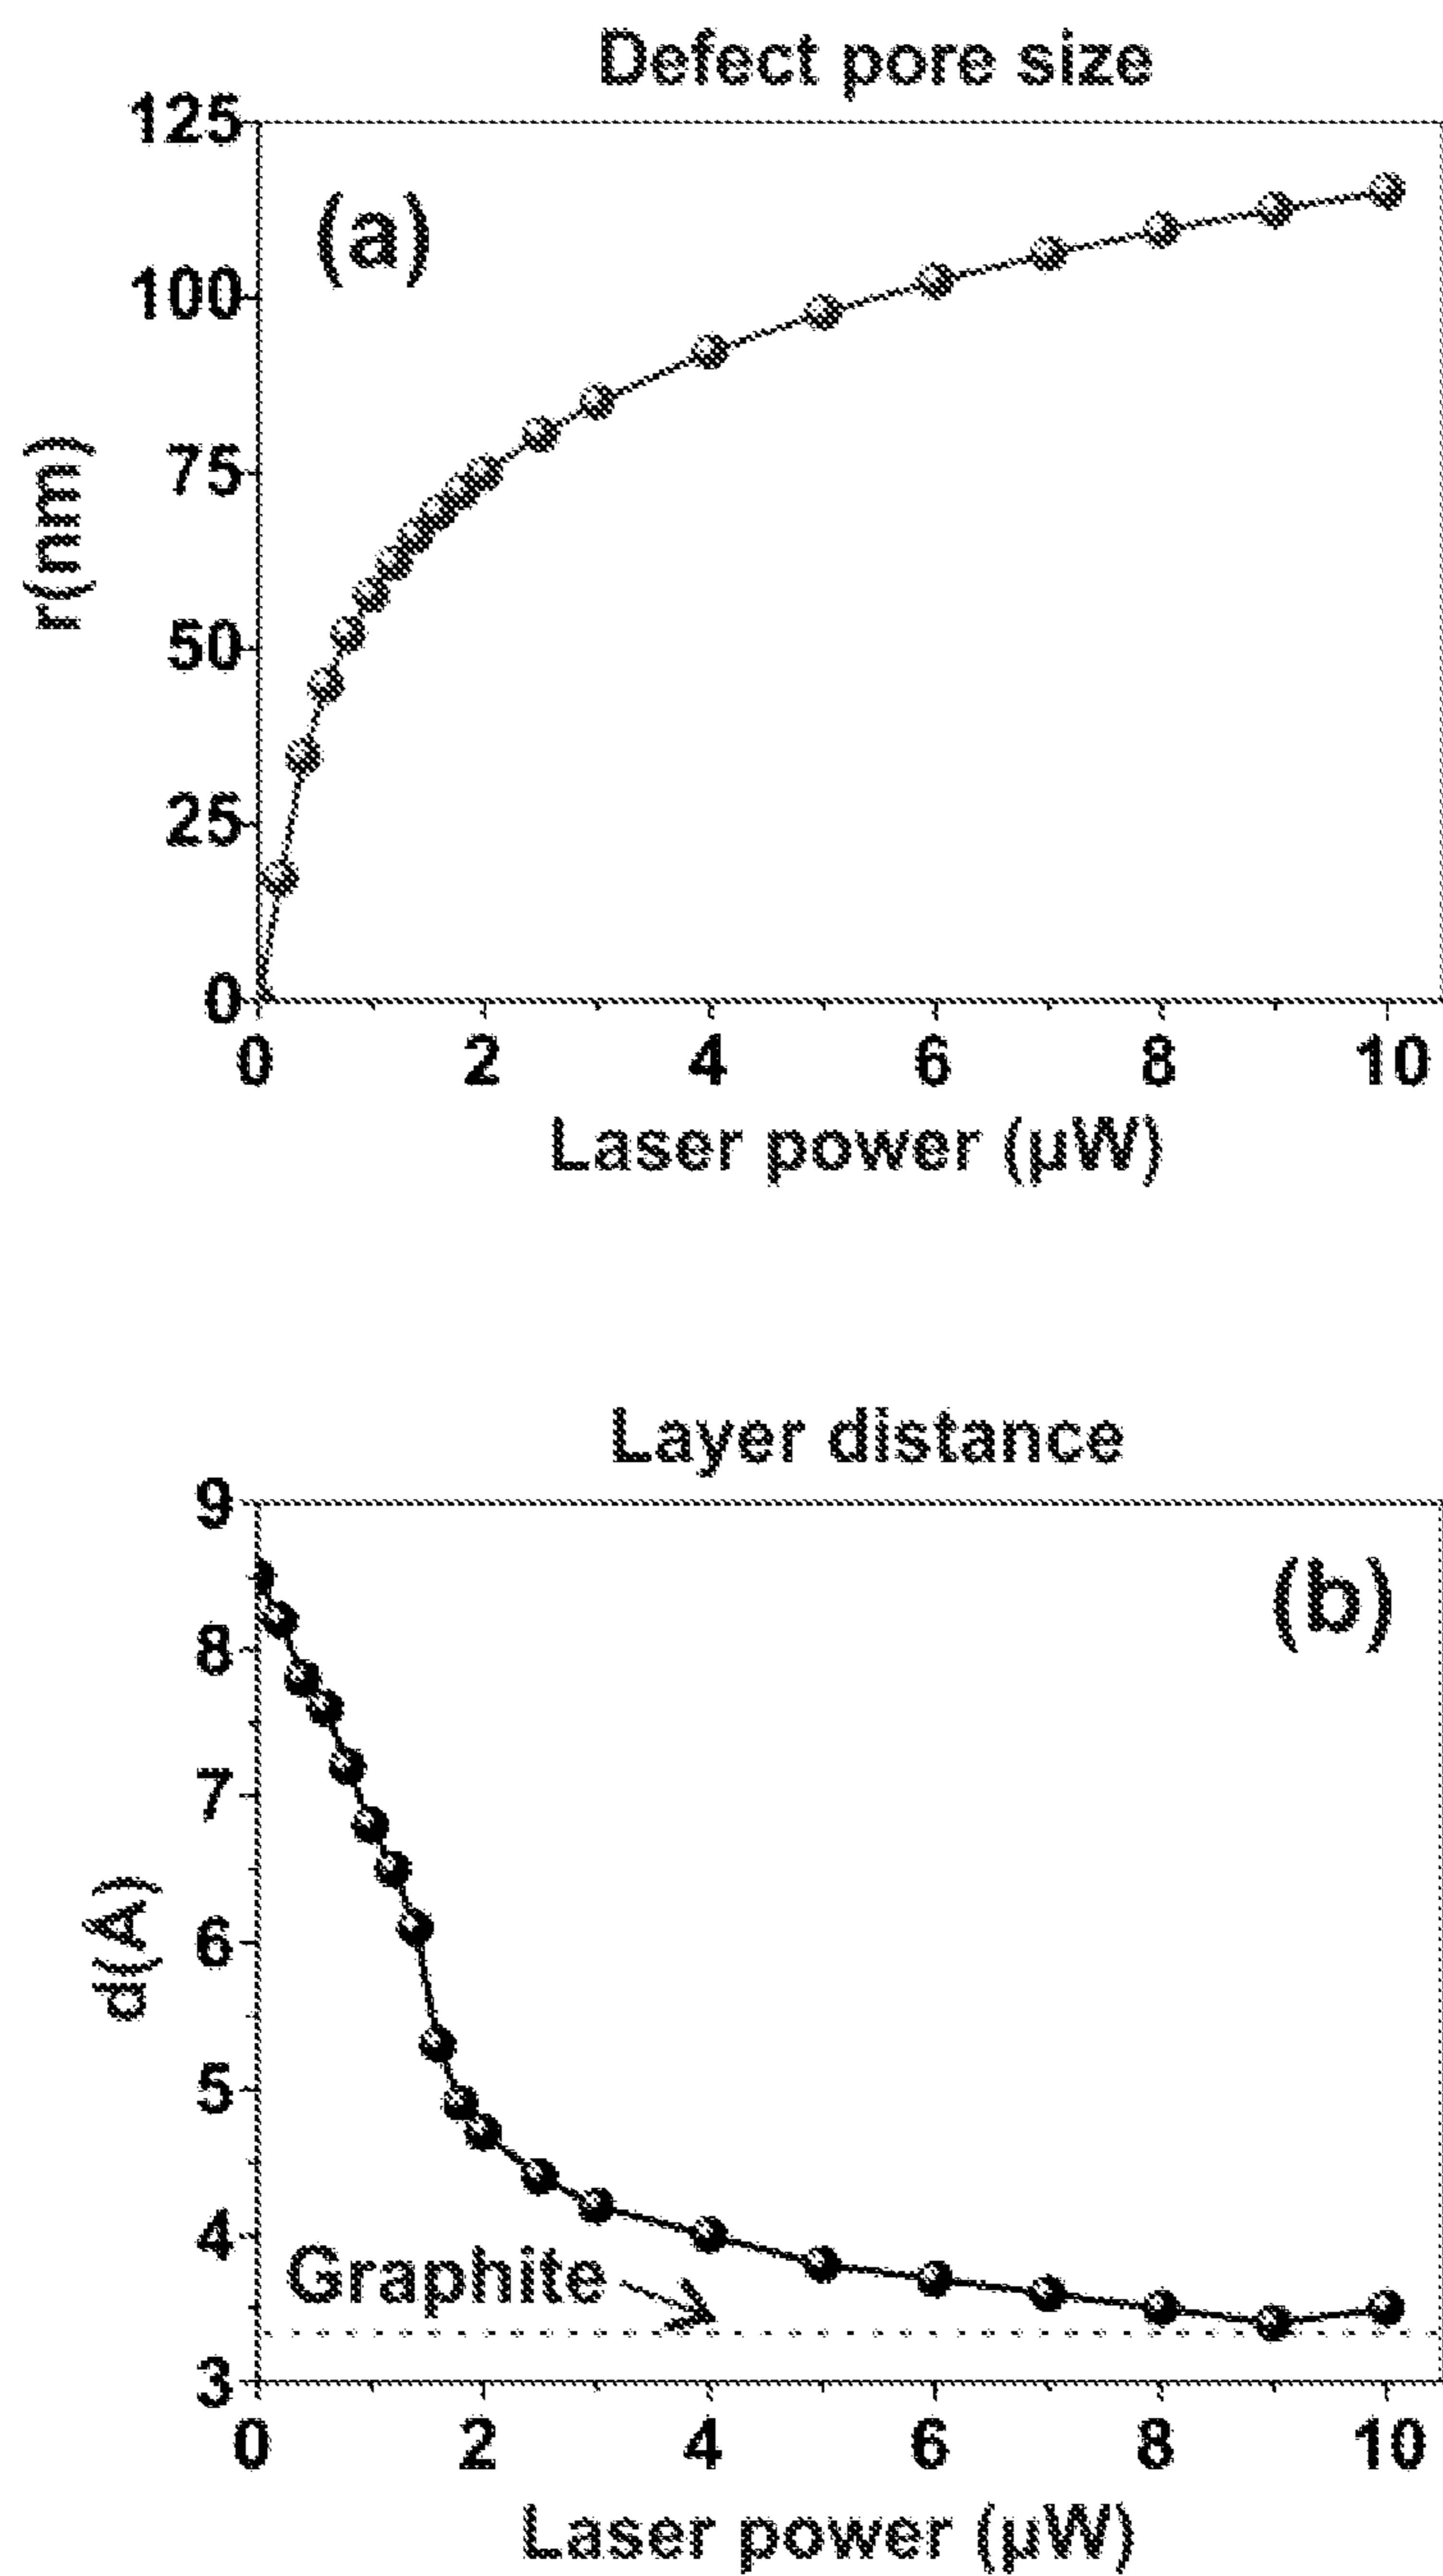 Defect pore size
125
(a)
100
75
r(nm)
50
25
0
0 2 4 6 8 10
Laser power (µW)
Layer distance
9
(b)
8
7
d(Å)
6
5
4
Graphite
3
0 2 4 6 8 10
Laser power (µW)